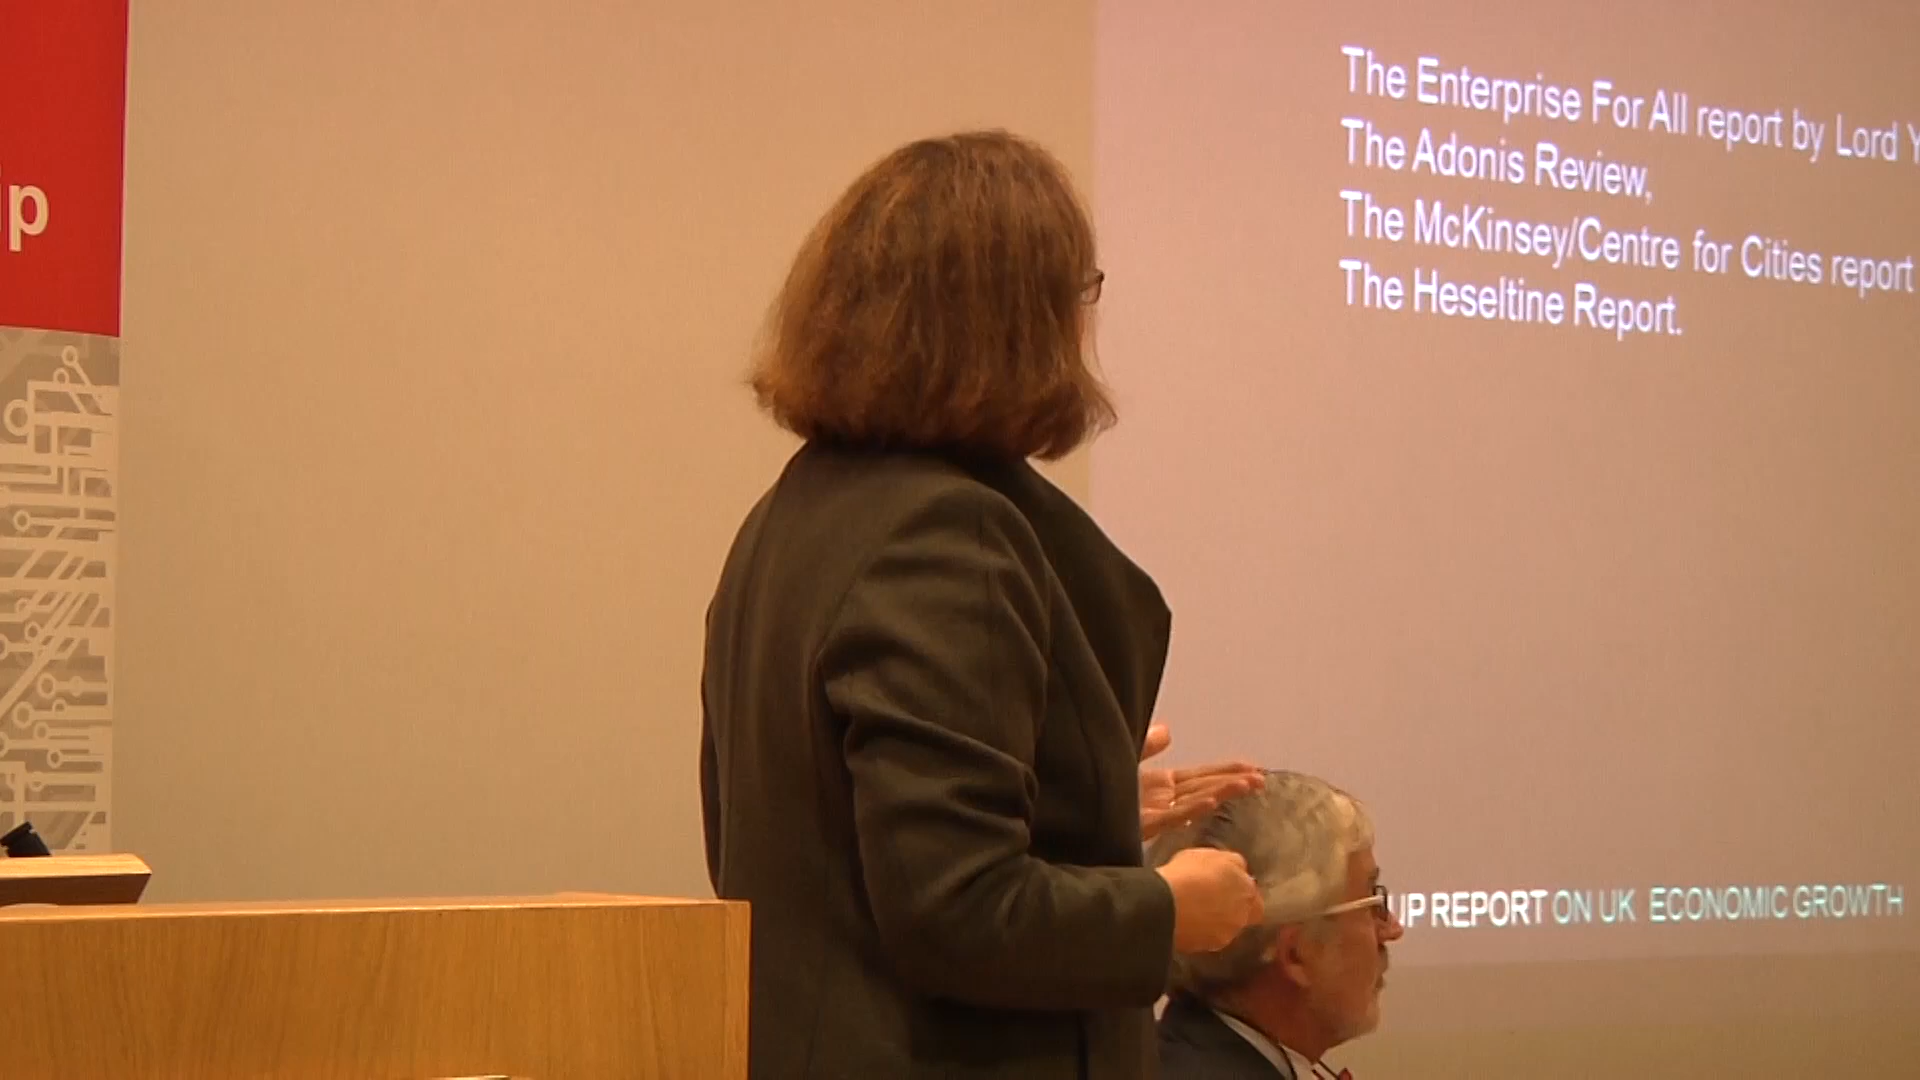 ip
The Enterprise For All report by Lord Y
The Adonis Review,
The McKinsey/Centre for Cities report
The Heseltine Report.
UP REPORT ON UK ECONOMIC GROWTH